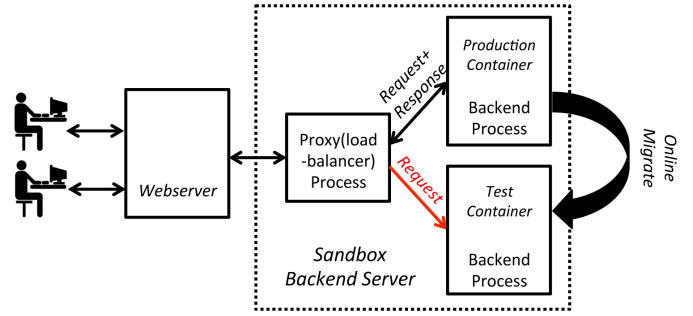 Production
Container
Backend
Process
Request+
Response
Proxy(load
-balancer)
Process
Webserver
Request
Test
Container
Backend
Process
Online
Migrate
Sandbox
Backend Server